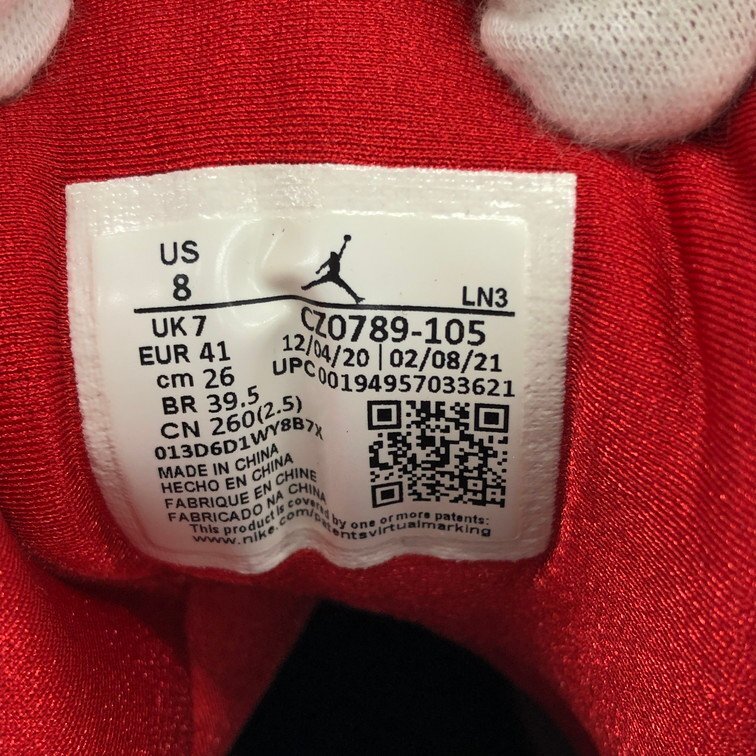 US
8
LN3
UK 7
CZ0789-105
EUR 41
12/04/20 | 02/08/21
cm 26
UPC 00194957033621
BR 39.5
CN 260(2.5)
013D6D1WY8B7X
MADE IN CHINA
HECHO EN CHINA
FABRIQUE EN CHINE
FABRICADO NA CHINA
This product is covered by one or more patents:
www.nike.com/patentsvirtualmarking